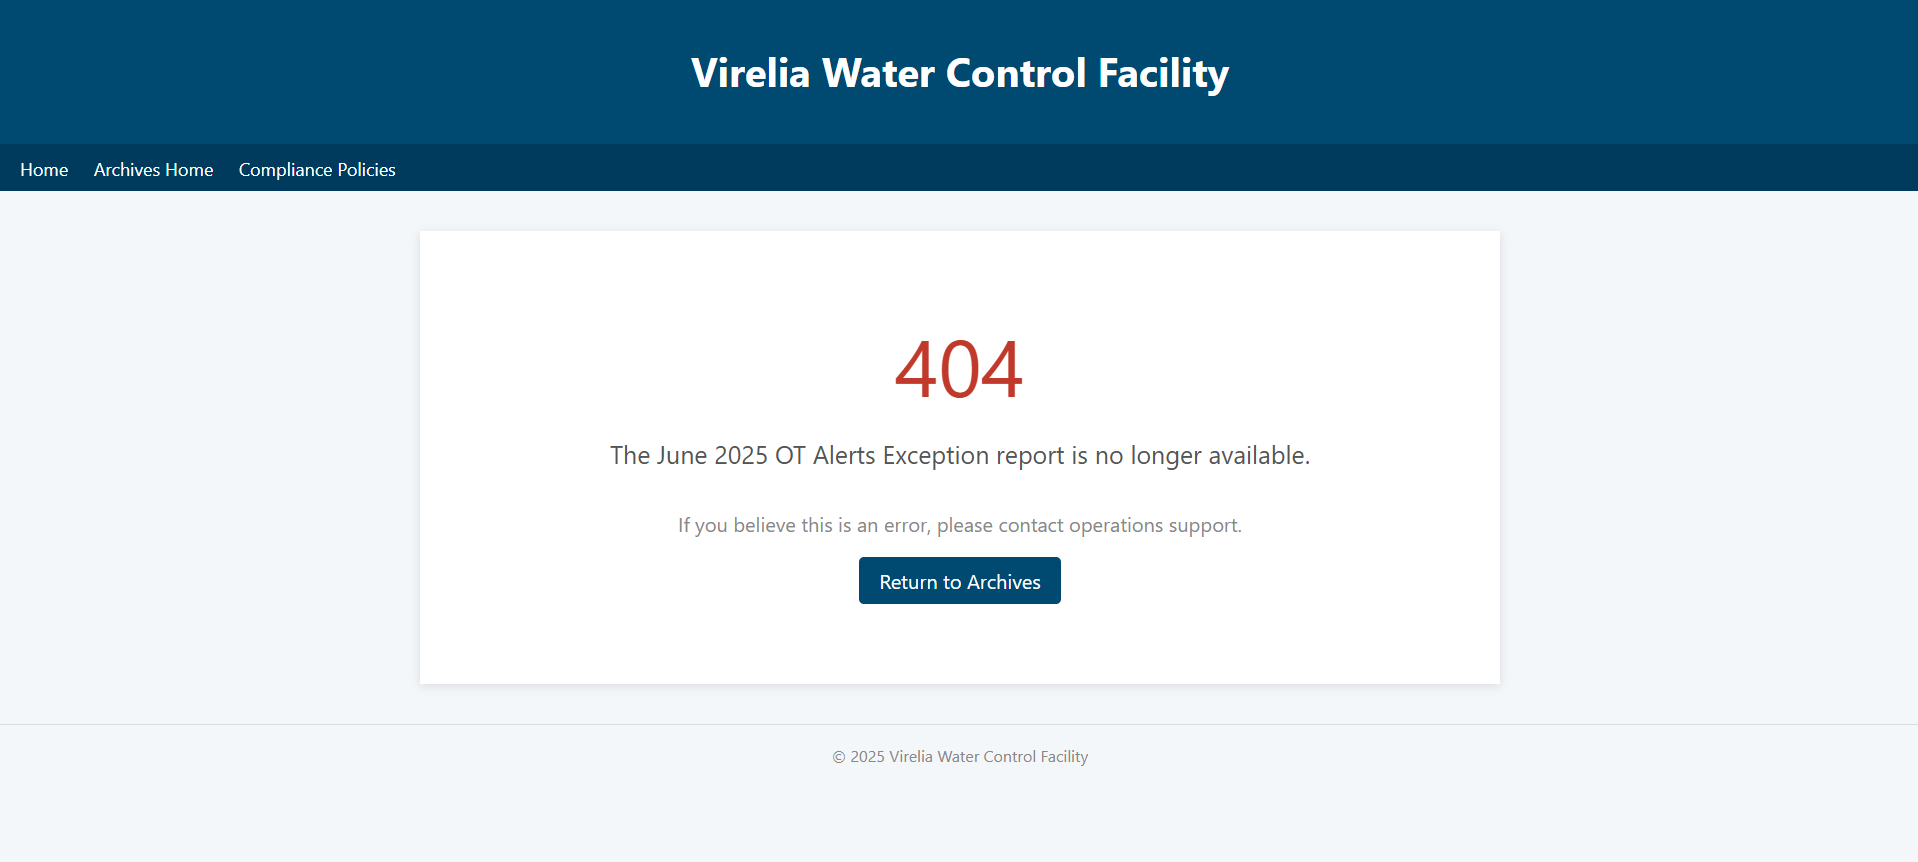 Virelia Water Control Facility
Home Archives Home Compliance Policies
404
The June 2025 OT Alerts Exception report is no longer available.
If you believe this is an error, please contact operations support.
Return to Archives
© 2025 Virelia Water Control Facility